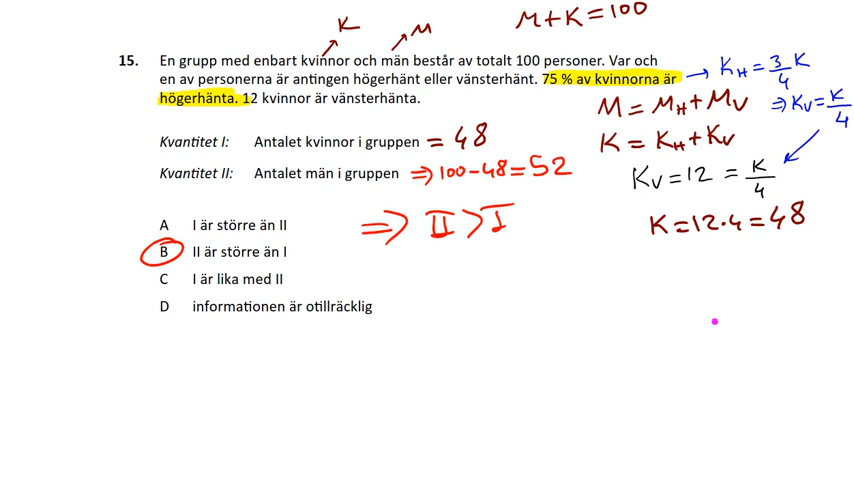 K
M
M+K=100
15. En grupp med enbart kvinnor och män består av totalt 100 personer. Var och
en av personerna är antingen högerhänt eller vänsterhänt. 75 % av kvinnorna är
högerhänta. 12 kvinnor är vänsterhänta.
→ K_H = 3/4 K
M = M_H + M_V
⇒ K_V = K/4
K = K_H + K_V
Kvantitet I: Antalet kvinnor i gruppen = 48
Kvantitet II: Antalet män i gruppen ⇒ 100-48=52
K_V = 12 = K/4
K = 12·4 = 48
A I är större än II
⇒ II > I
B II är större än I
C I är lika med II
D informationen är otillräcklig